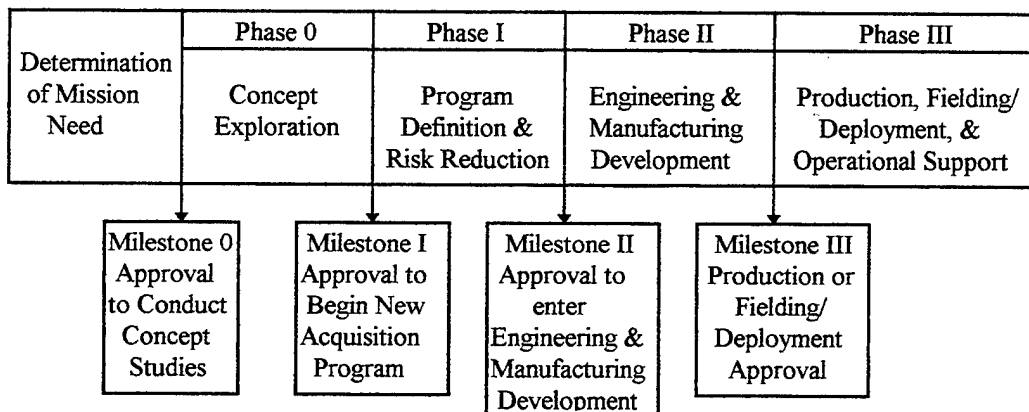 Phase 0
Phase I
Phase II
Phase III
Determination
of Mission
Need
Concept
Exploration
Program
Definition &
Risk Reduction
Engineering &
Manufacturing
Development
Production, Fielding/
Deployment, &
Operational Support
Milestone 0
Approval
to Conduct
Concept
Studies
Milestone I
Approval to
Begin New
Acquisition
Program
Milestone II
Approval to
enter
Engineering &
Manufacturing
Development
Milestone III
Production or
Fielding/
Deployment
Approval